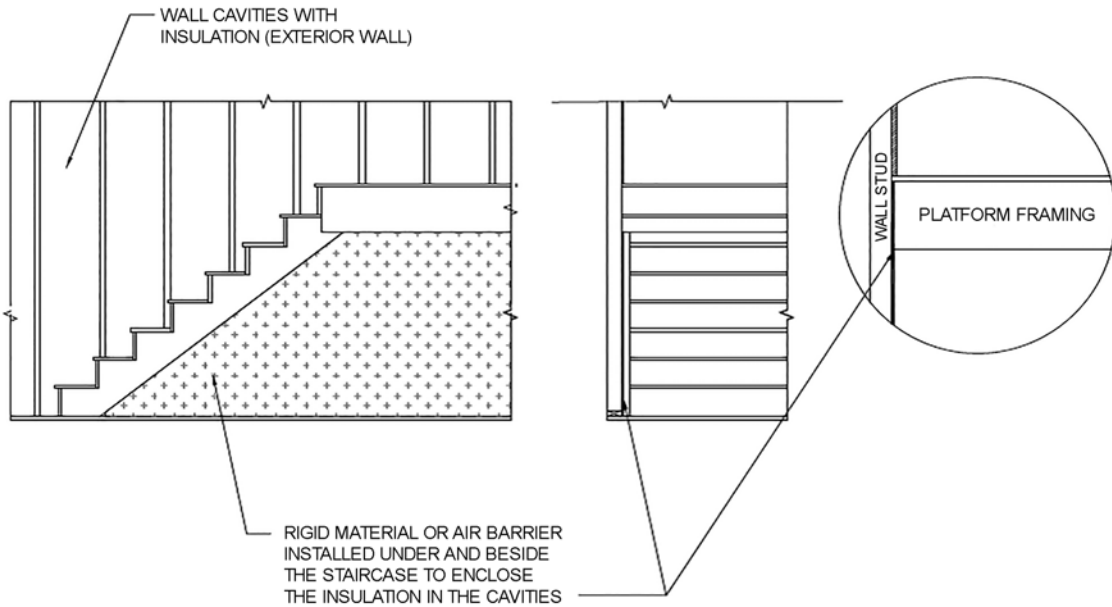 WALL CAVITIES WITH
INSULATION (EXTERIOR WALL)
WALL STUD
PLATFORM FRAMING
RIGID MATERIAL OR AIR BARRIER
INSTALLED UNDER AND BESIDE
THE STAIRCASE TO ENCLOSE
THE INSULATION IN THE CAVITIES